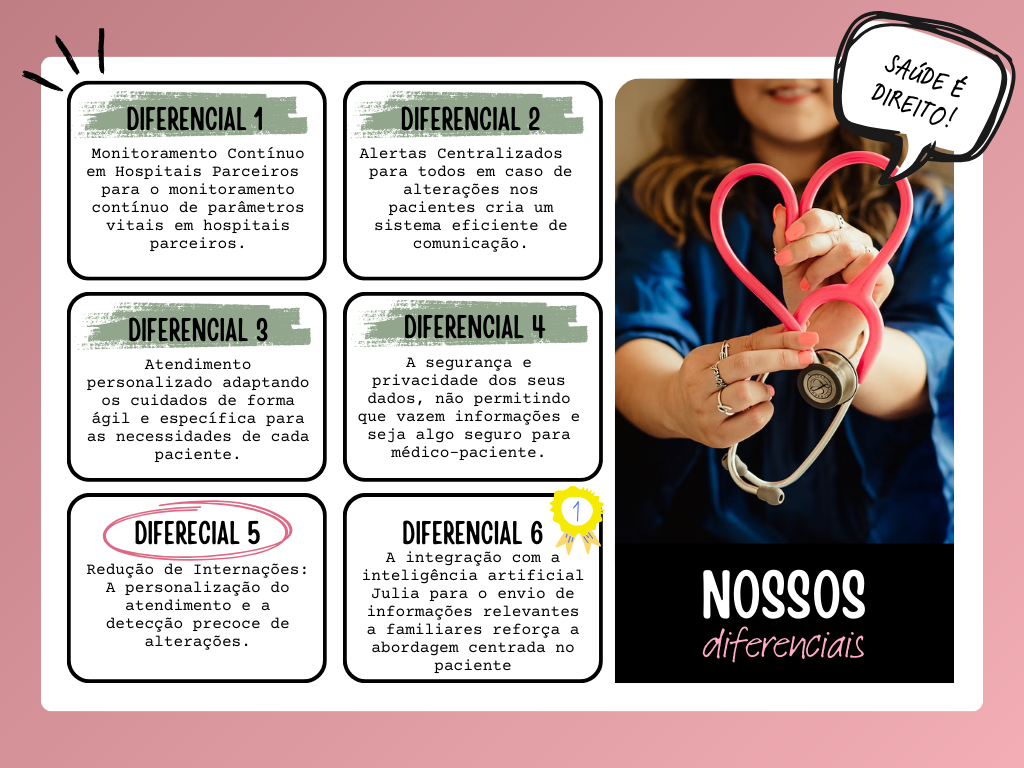 SAÚDE É
DIREITO!
DIFERENCIAL 1
Monitoramento Contínuo
em Hospitais Parceiros
para o monitoramento
contínuo de parâmetros
vitais em hospitais
parceiros.
DIFERENCIAL 2
Alertas Centralizados
para todos em caso de
alterações nos
pacientes cria um
sistema eficiente de
comunicação.
DIFERENCIAL 3
Atendimento
personalizado adaptando
os cuidados de forma
ágil e específica para
as necessidades de cada
paciente.
DIFERENCIAL 4
A segurança e
privacidade dos seus
dados, não permitindo
que vazem informações e
seja algo seguro para
médico-paciente.
DIFERECIAL 5
Redução de Internações:
A personalização do
atendimento e a
detecção precoce de
alterações.
DIFERENCIAL 6
1
A integração com a
inteligência artificial
Julia para o envio de
informações relevantes
a familiares reforça a
abordagem centrada no
paciente
NOSSOS
diferenciais